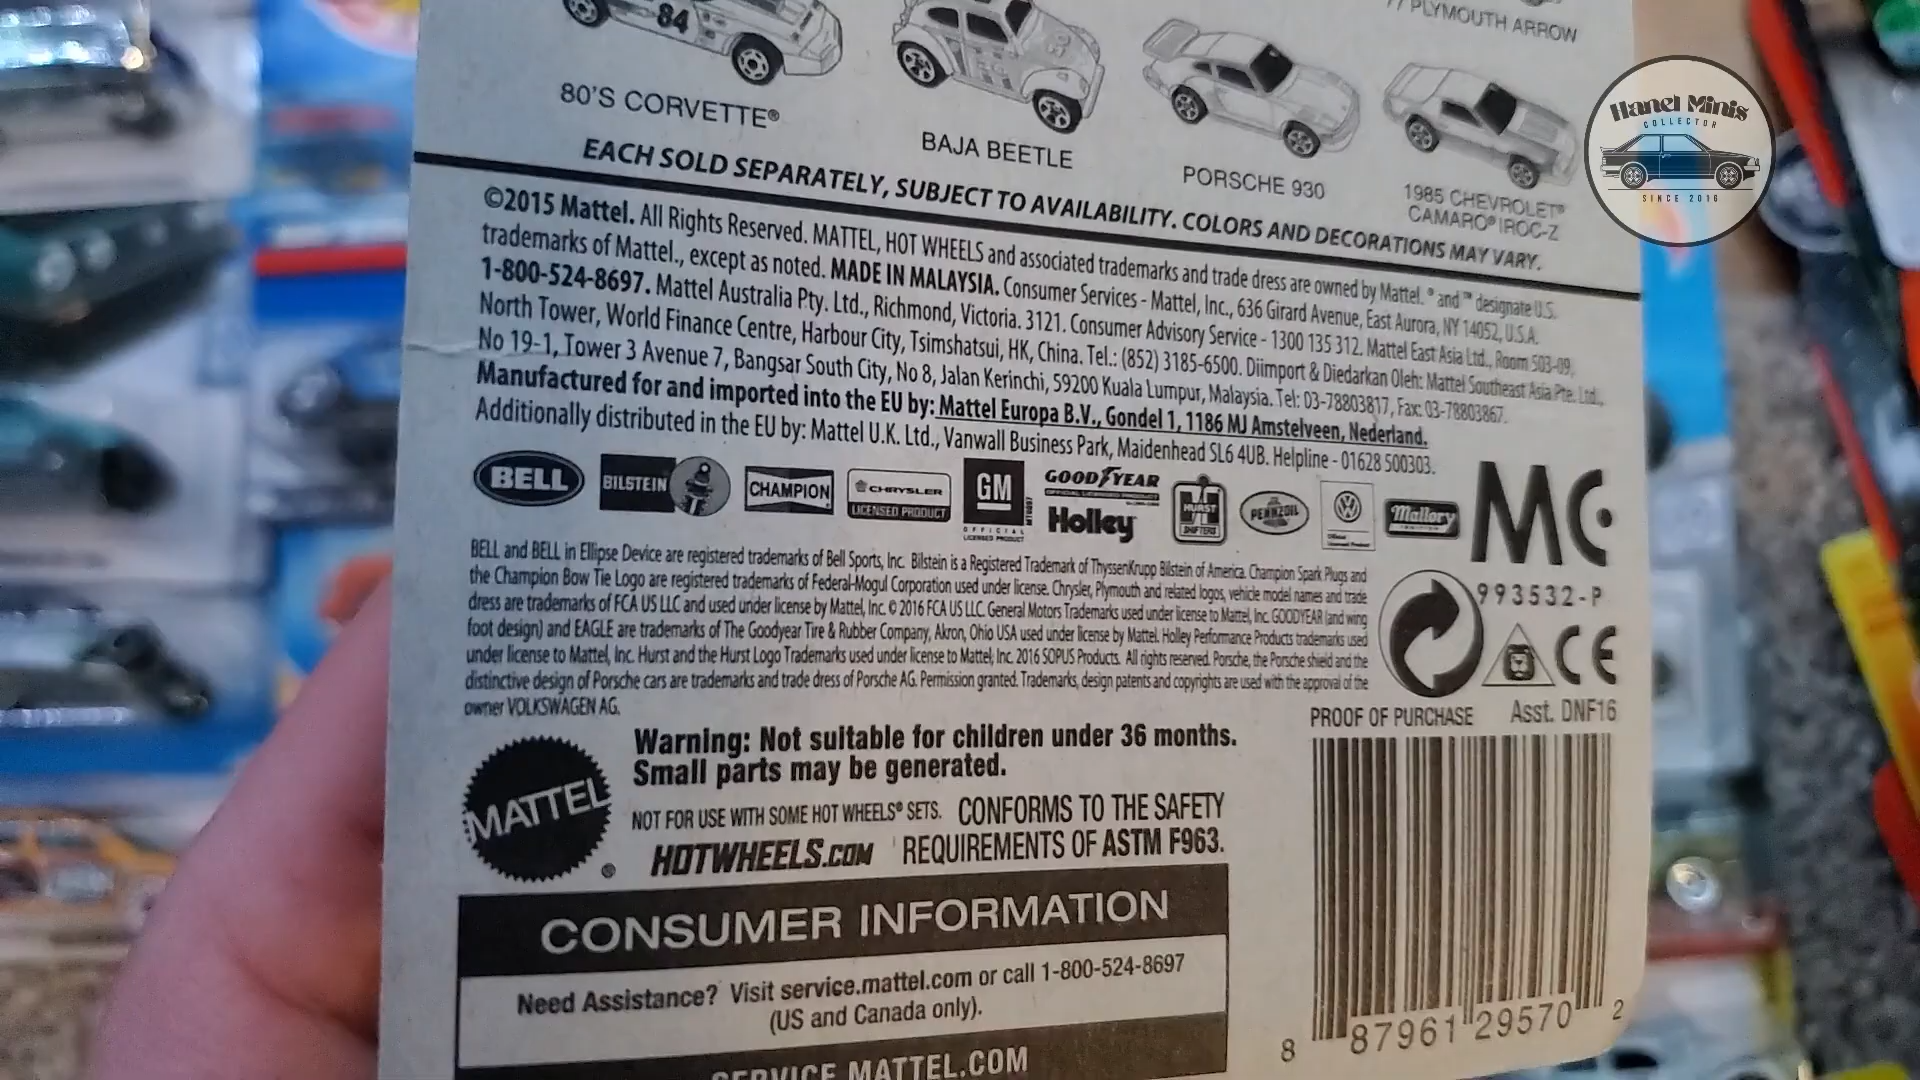 84
77 PLYMOUTH ARROW
80'S CORVETTE®
BAJA BEETLE
PORSCHE 930
1985 CHEVROLET®
CAMARO® IROC-Z
Hanel Minis
COLLECTOR
SINCE 2016
EACH SOLD SEPARATELY, SUBJECT TO AVAILABILITY. COLORS AND DECORATIONS MAY VARY.
©2015 Mattel. All Rights Reserved. MATTEL, HOT WHEELS and associated trademarks and trade dress are owned by Mattel. ® and ™ designate U.S.
trademarks of Mattel., except as noted. MADE IN MALAYSIA. Consumer Services - Mattel, Inc., 636 Girard Avenue, East Aurora, NY 14052, U.S.A.
1-800-524-8697. Mattel Australia Pty. Ltd., Richmond, Victoria. 3121. Consumer Advisory Service - 1300 135 312. Mattel East Asia Ltd., Room 503-09,
North Tower, World Finance Centre, Harbour City, Tsimshatsui, HK, China. Tel.: (852) 3185-6500. Diimport & Diedarkan Oleh: Mattel Southeast Asia Pte. Ltd.,
No 19-1, Tower 3 Avenue 7, Bangsar South City, No 8, Jalan Kerinchi, 59200 Kuala Lumpur, Malaysia. Tel: 03-78803817, Fax: 03-78803867.
Manufactured for and imported into the EU by: Mattel Europa B.V., Gondel 1, 1186 MJ Amstelveen, Nederland.
Additionally distributed in the EU by: Mattel U.K. Ltd., Vanwall Business Park, Maidenhead SL6 4UB. Helpline - 01628 500303.
BELL
BILSTEIN
CHAMPION
CHRYSLER
LICENSED PRODUCT
GM
OFFICIAL
LICENSED PRODUCT
GOODYEAR
Holley
HURST
SHIFTERS
PENNZOIL
Mallory
MC
993532-P
BELL and BELL in Ellipse Device are registered trademarks of Bell Sports, Inc. Bilstein is a Registered Trademark of ThyssenKrupp Bilstein of America. Champion Spark Plugs and
the Champion Bow Tie Logo are registered trademarks of Federal-Mogul Corporation used under license. Chrysler, Plymouth and related logos, vehicle model names and trade
dress are trademarks of FCA US LLC and used under license by Mattel, Inc. © 2016 FCA US LLC. General Motors Trademarks used under license to Mattel, Inc. GOODYEAR (and wing
foot design) and EAGLE are trademarks of The Goodyear Tire & Rubber Company, Akron, Ohio USA used under license by Mattel. Holley Performance Products trademarks used
under license to Mattel, Inc. Hurst and the Hurst Logo Trademarks used under license to Mattel, Inc. 2016 SOPUS Products. All rights reserved. Porsche, the Porsche shield and the
distinctive design of Porsche cars are trademarks and trade dress of Porsche AG. Permission granted. Trademarks, design patents and copyrights are used with the approval of the
owner VOLKSWAGEN AG.
CE
PROOF OF PURCHASE Asst. DNF16
MATTEL ®
Warning: Not suitable for children under 36 months.
Small parts may be generated.
NOT FOR USE WITH SOME HOT WHEELS® SETS. CONFORMS TO THE SAFETY
HOTWHEELS.COM REQUIREMENTS OF ASTM F963.
CONSUMER INFORMATION
Need Assistance? Visit service.mattel.com or call 1-800-524-8697
(US and Canada only).
SERVICE.MATTEL.COM
8 87961 29570 2